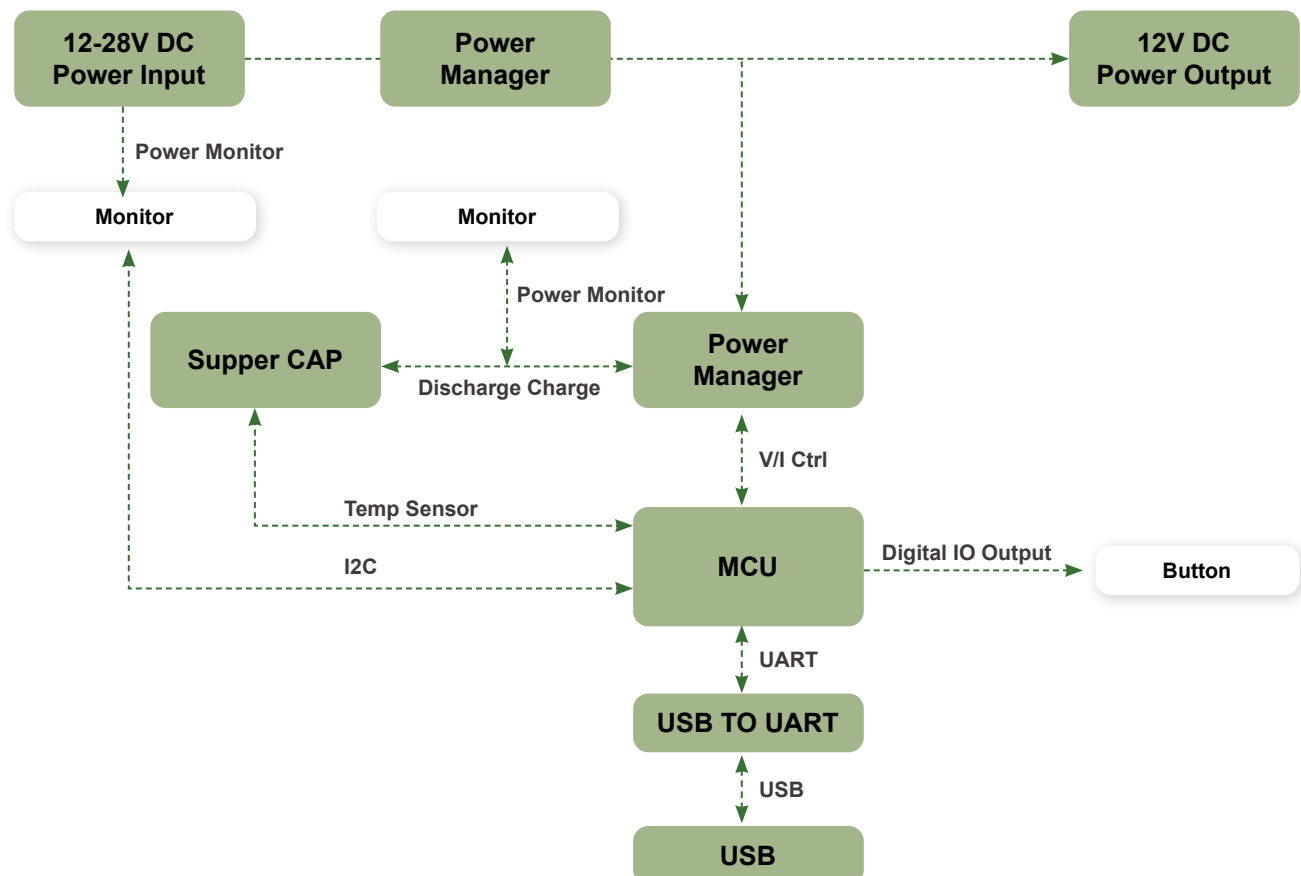 12-28V DC
Power Input
Power
Manager
12V DC
Power Output
Power Monitor
Monitor
Monitor
Power Monitor
Supper CAP
Discharge Charge
Power
Manager
V/I Ctrl
Temp Sensor
I2C
MCU
Digital IO Output
Button
UART
USB TO UART
USB
USB